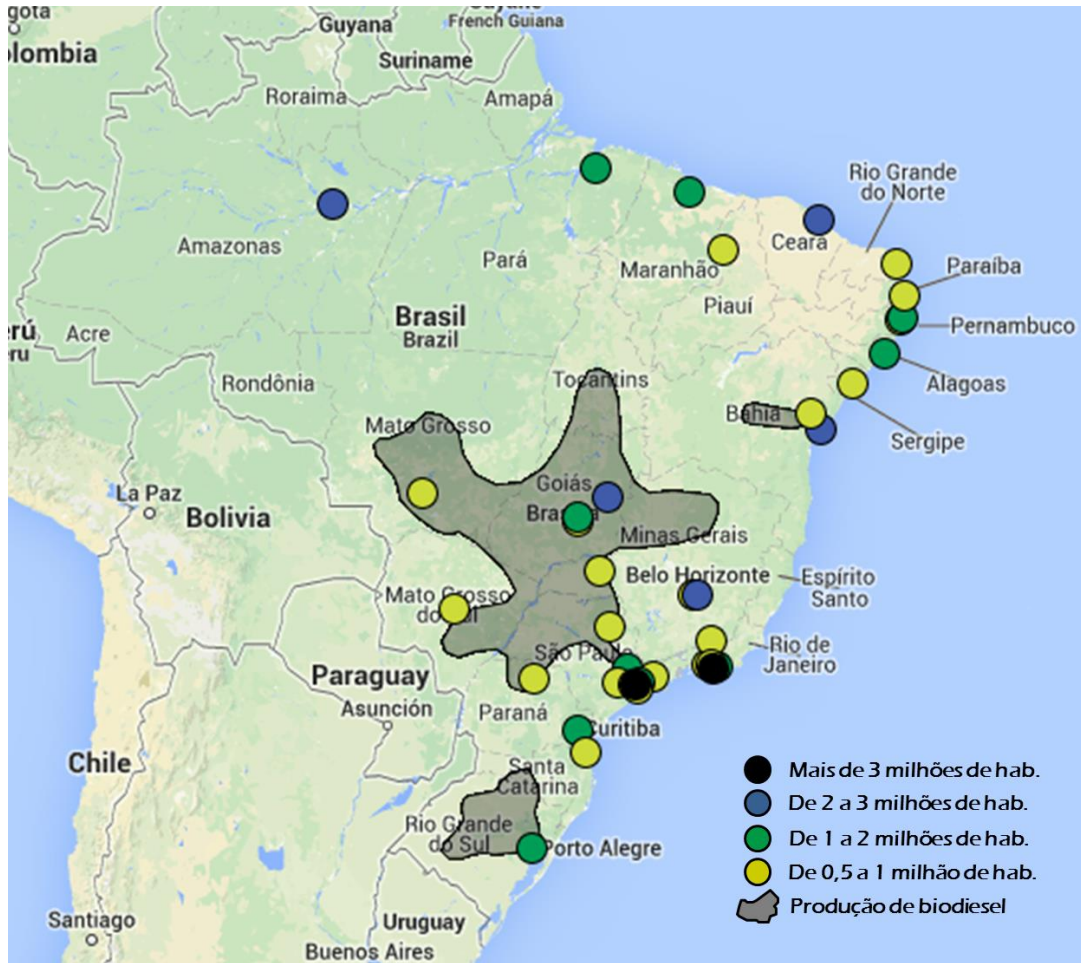 gota
Guyana
French Guiana
olombia
Suriname
Roraima
Amapá
Rio Grande
do Norte
Ceara
Amazonas
Pará
Maranhão
Paraíba
Piauí
Brasil
Brazil
erú
eru
Acre
Pernambuco
Rondônia
Tocantins
Alagoas
Bahia
Mato Grosso
Sergipe
La Paz
Goiás
Bolivia
Minas Gerais
Belo Horizonte
Espírito
Santo
Mato Grosso
do Sul
São Paulo
Rio de
Janeiro
Paraguay
Asunción
Paraná
Curitiba
Chile
Santa
Catarina
Mais de 3 milhões de hab.
De 2 a 3 milhões de hab.
Rio Grande
do Sul
De 1 a 2 milhões de hab.
Porto Alegre
De 0,5 a 1 milhão de hab.
Produção de biodiesel
Santiago
Uruguay
Buenos Aires